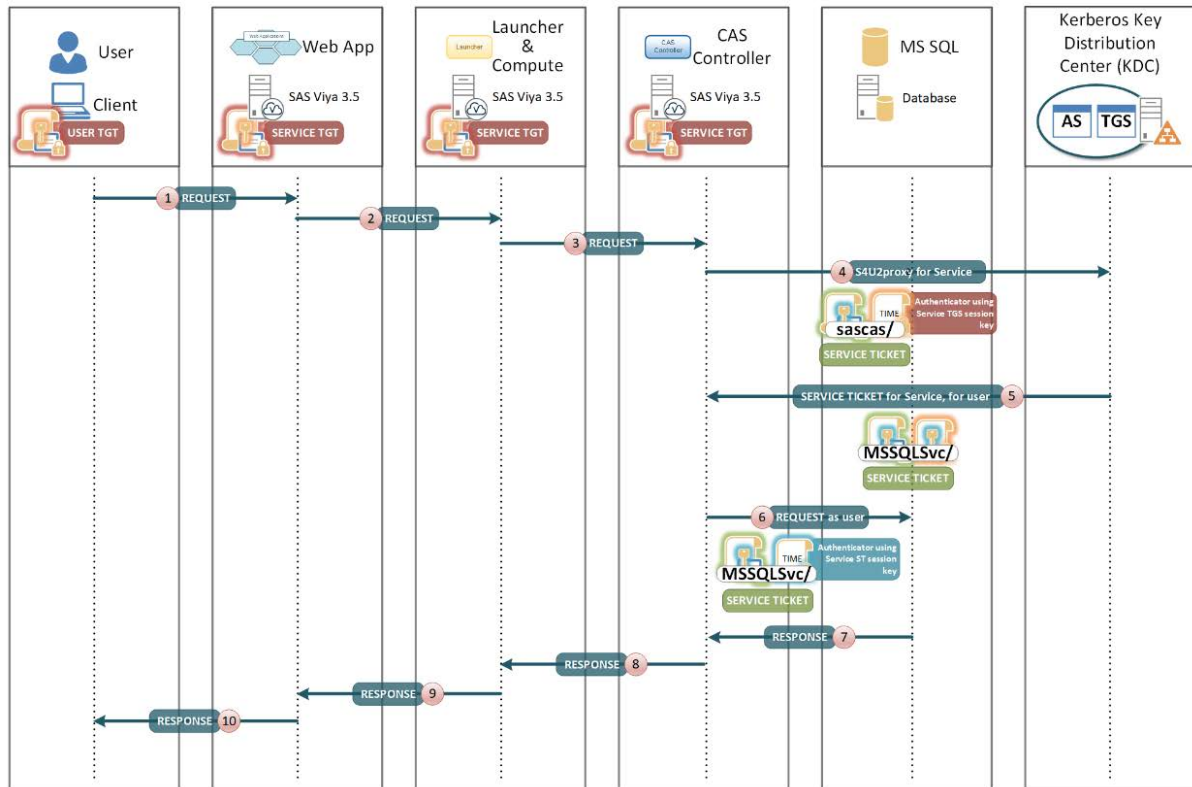 User
Client
USER TGT
Web Applications
Web App
SAS Viya 3.5
SERVICE TGT
Launcher
Launcher
&
Compute
SAS Viya 3.5
SERVICE TGT
CAS
Controller
CAS
Controller
SAS Viya 3.5
SERVICE TGT
MS SQL
Database
Kerberos Key
Distribution
Center (KDC)
AS
TGS
1 REQUEST
2 REQUEST
3 REQUEST
4 S4U2proxy for Service
TIME
Authenticator using
Service TGS session
key
sascas/
SERVICE TICKET
SERVICE TICKET for Service, for user 5
MSSQLSvc/
SERVICE TICKET
6 REQUEST as user
TIME
Authenticator using
Service ST session
key
MSSQLSvc/
SERVICE TICKET
RESPONSE 7
RESPONSE 8
RESPONSE 9
RESPONSE 10